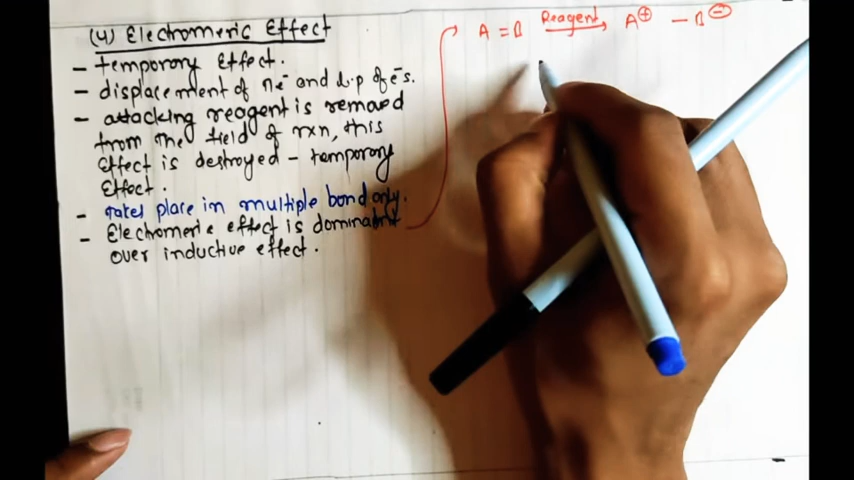 (4) Electromeric Effect
- temporary Effect.
- displacement of πe⁻ and l.p of e⁻s.
- attacking reagent is removed
from the field of rxn, this
Effect is destroyed - temporary
Effect.
- takes place in multiple bond only.
- Electromeric effect is dominant
over inductive effect.
A = B Reagent → A⊕ - B⊖